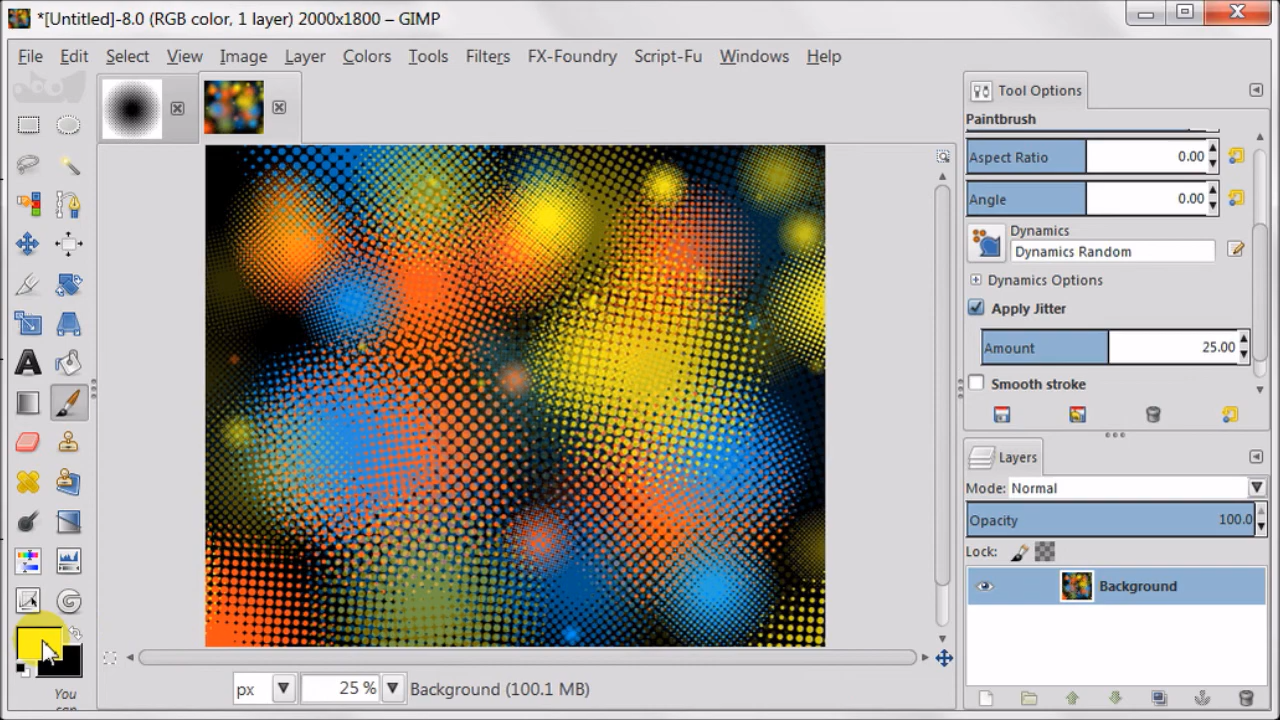 *[Untitled]-8.0 (RGB color, 1 layer) 2000x1800 – GIMP
File Edit Select View Image Layer Colors Tools Filters FX-Foundry Script-Fu Windows Help
Tool Options
Paintbrush
Aspect Ratio 0.00
Angle 0.00
Dynamics
Dynamics Random
Dynamics Options
Apply Jitter
Amount 25.00
Smooth stroke
Layers
Mode: Normal
Opacity 100.0
Lock:
Background
px 25 % Background (100.1 MB)
You
can